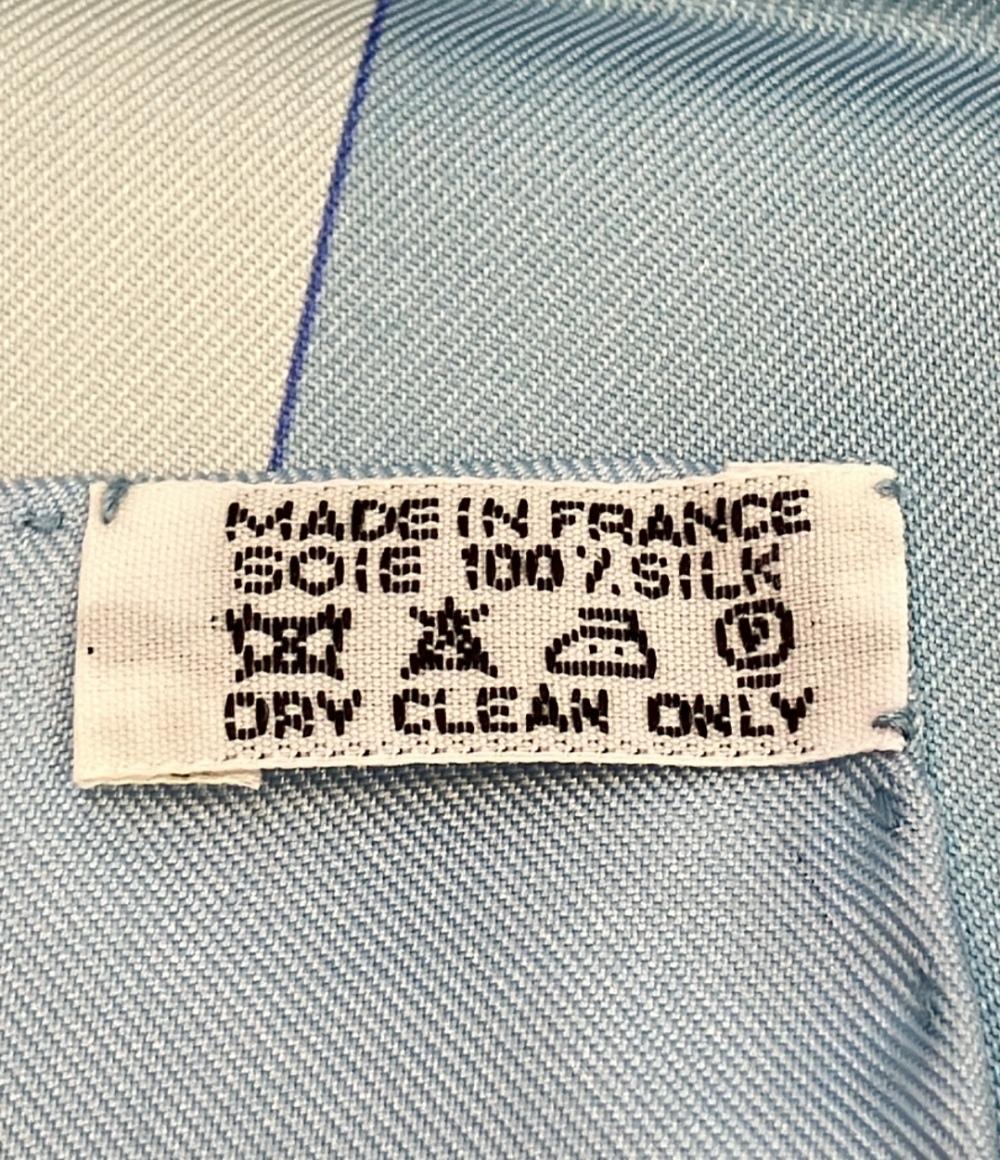 MADE IN FRANCE
SOIE 100% SILK
P
DRY CLEAN ONLY